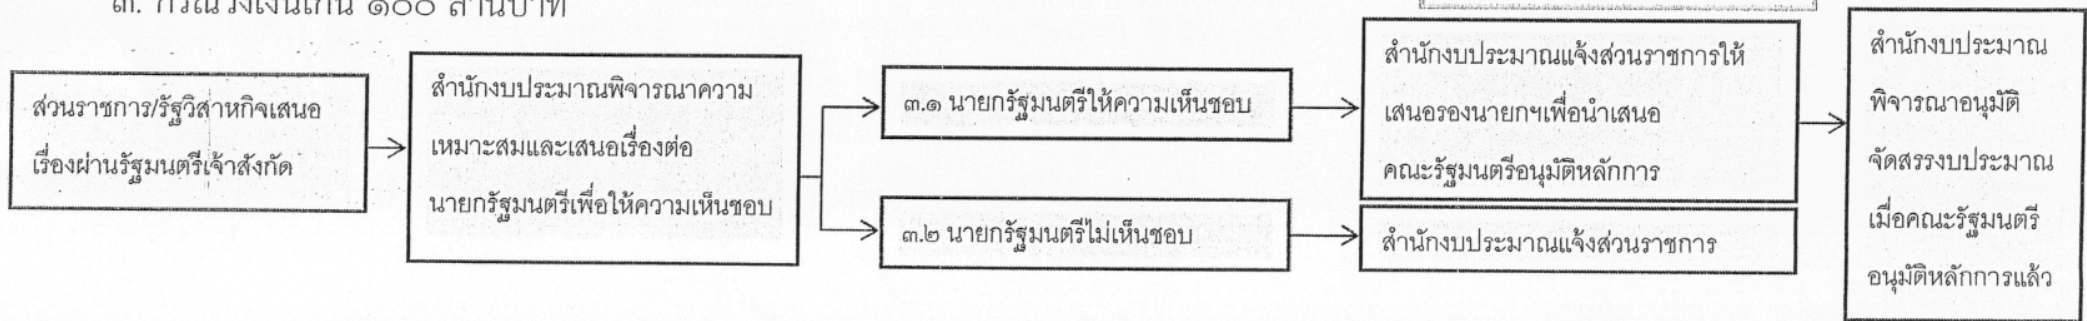 ๓. กรณีวงเงินเกิน ๑๐๐ ล้านบาท
ส่วนราชการ/รัฐวิสาหกิจเสนอ
เรื่องผ่านรัฐมนตรีเจ้าสังกัด
สำนักงบประมาณพิจารณาความ
เหมาะสมและเสนอเรื่องต่อ
นายกรัฐมนตรีเพื่อให้ความเห็นชอบ
๓.๑ นายกรัฐมนตรีให้ความเห็นชอบ
๓.๒ นายกรัฐมนตรีไม่เห็นชอบ
สำนักงบประมาณแจ้งส่วนราชการให้
เสนอรองนายกฯเพื่อนำเสนอ
คณะรัฐมนตรีอนุมัติหลักการ
สำนักงบประมาณแจ้งส่วนราชการ
สำนักงบประมาณ
พิจารณาอนุมัติ
จัดสรรงบประมาณ
เมื่อคณะรัฐมนตรี
อนุมัติหลักการแล้ว